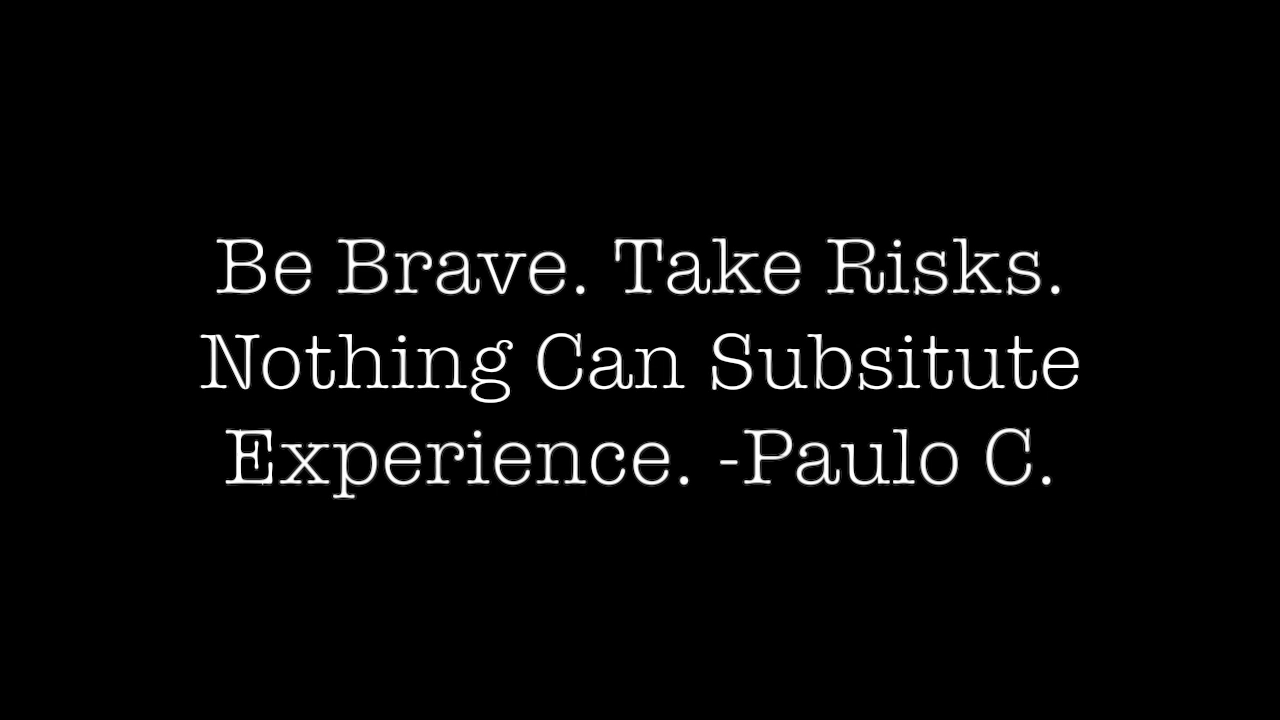 Be Brave. Take Risks.
Nothing Can Subsitute
Experience. -Paulo C.